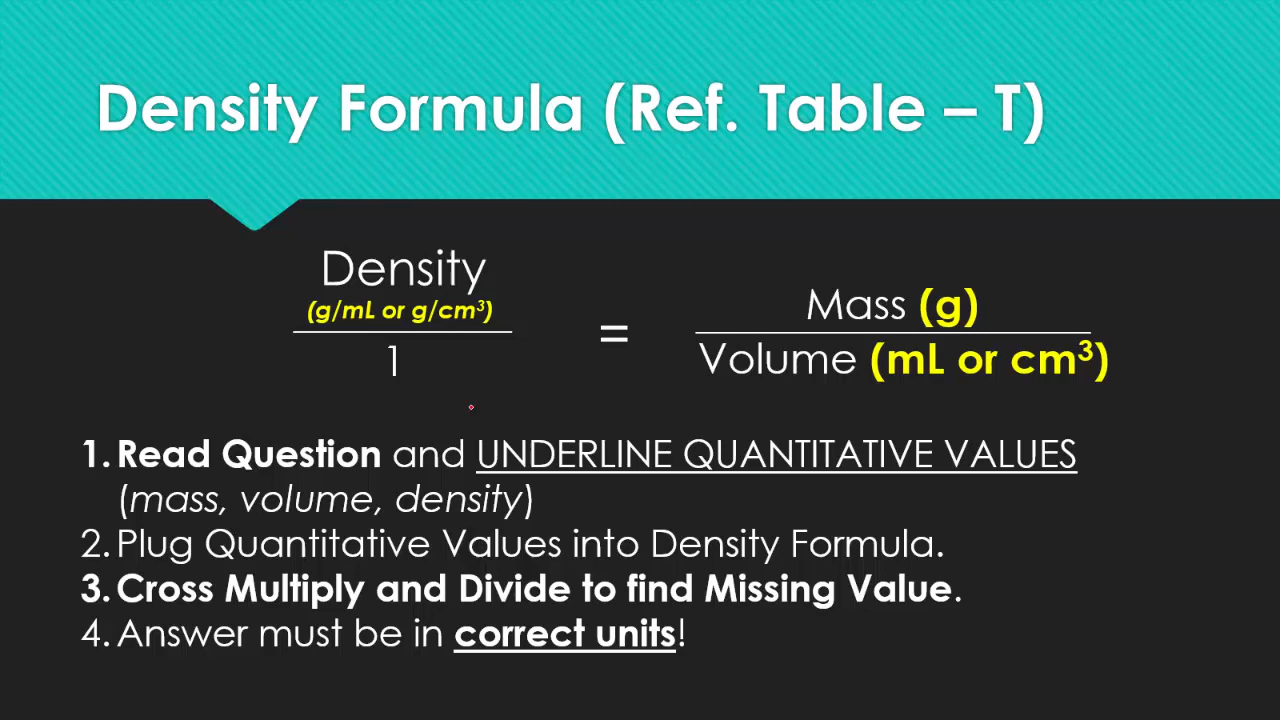 Density Formula (Ref. Table – T)
Density
(g/mL or g/cm³)
1
=
Mass (g)
Volume (mL or cm³)
1. Read Question and UNDERLINE QUANTITATIVE VALUES
(mass, volume, density)
2. Plug Quantitative Values into Density Formula.
3. Cross Multiply and Divide to find Missing Value.
4. Answer must be in correct units!